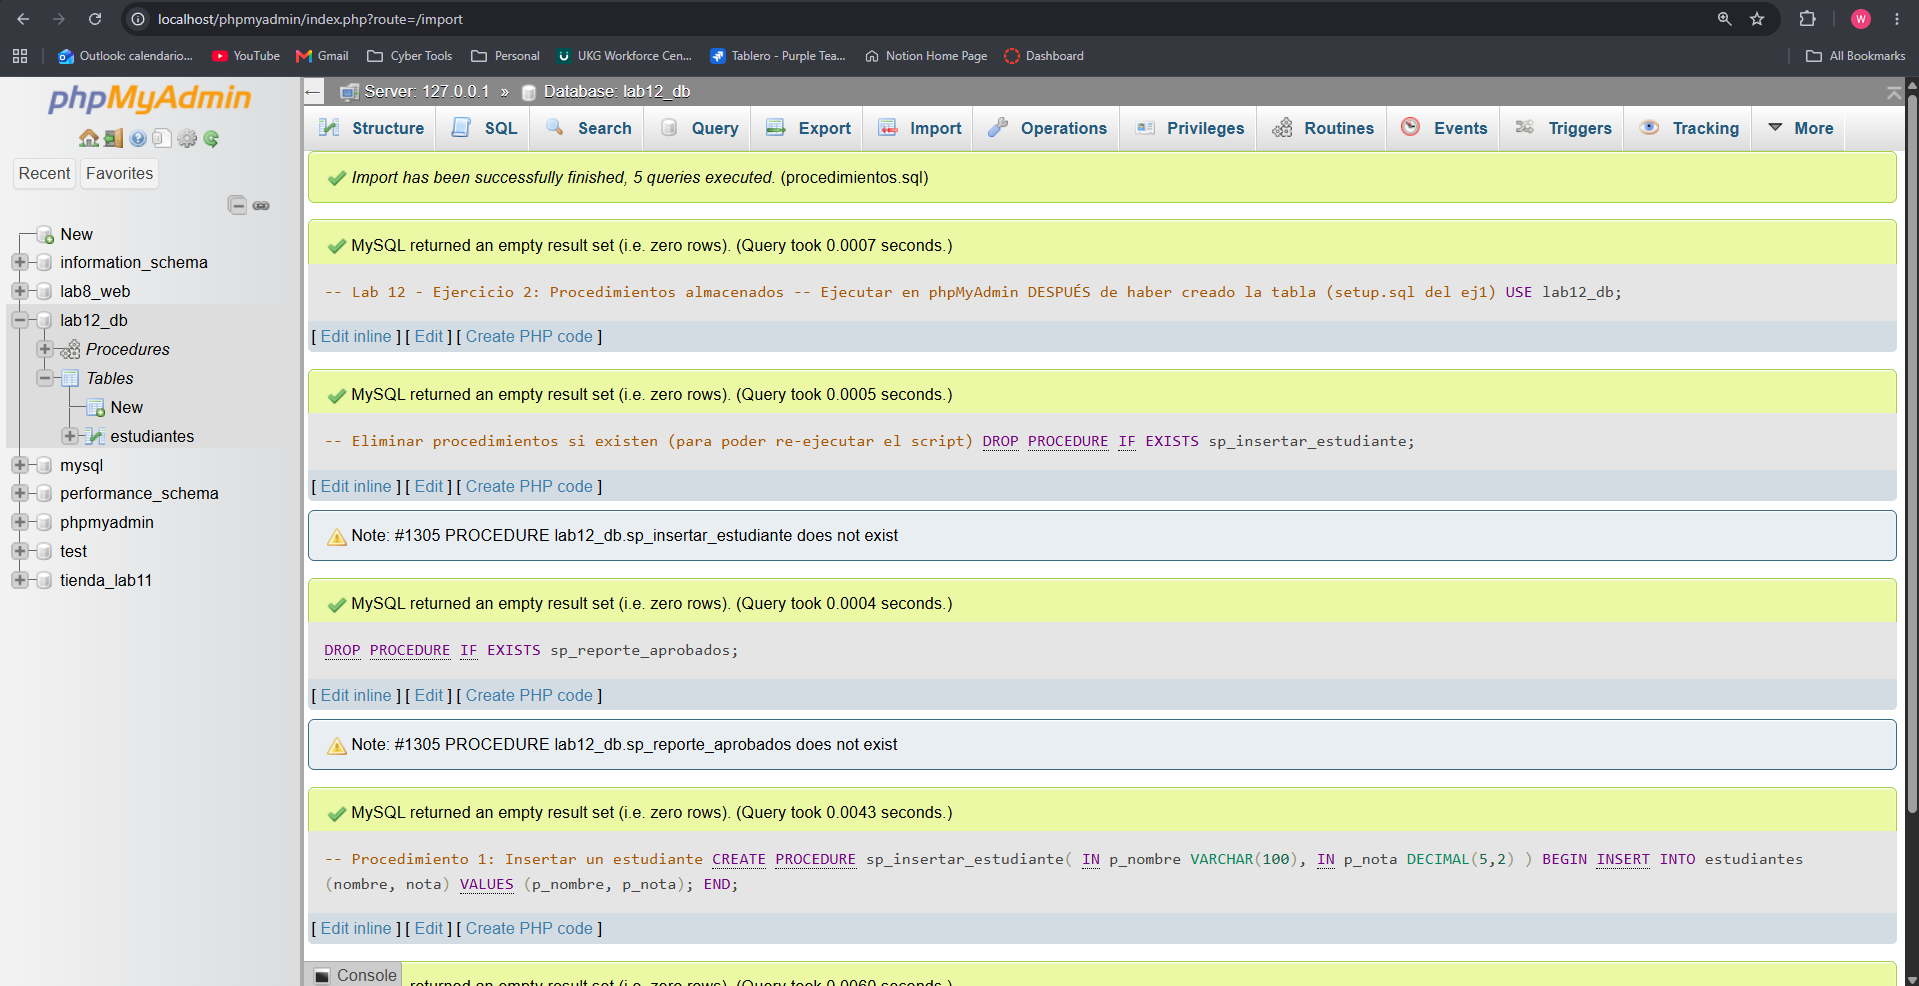 localhost/phpmyadmin/index.php?route=/import
W
Outlook: calendario...
YouTube
Gmail
Cyber Tools
Personal
UKG Workforce Cen...
Tablero - Purple Tea...
Notion Home Page
Dashboard
All Bookmarks
phpMyAdmin
Recent
Favorites
New
information_schema
lab8_web
lab12_db
Procedures
Tables
New
estudiantes
mysql
performance_schema
phpmyadmin
test
tienda_lab11
← Server: 127.0.0.1 » Database: lab12_db
Structure
SQL
Search
Query
Export
Import
Operations
Privileges
Routines
Events
Triggers
Tracking
More
Import has been successfully finished, 5 queries executed. (procedimientos.sql)
MySQL returned an empty result set (i.e. zero rows). (Query took 0.0007 seconds.)
-- Lab 12 - Ejercicio 2: Procedimientos almacenados -- Ejecutar en phpMyAdmin DESPUÉS de haber creado la tabla (setup.sql del ej1) USE lab12_db;
[ Edit inline ] [ Edit ] [ Create PHP code ]
MySQL returned an empty result set (i.e. zero rows). (Query took 0.0005 seconds.)
-- Eliminar procedimientos si existen (para poder re-ejecutar el script) DROP PROCEDURE IF EXISTS sp_insertar_estudiante;
[ Edit inline ] [ Edit ] [ Create PHP code ]
Note: #1305 PROCEDURE lab12_db.sp_insertar_estudiante does not exist
MySQL returned an empty result set (i.e. zero rows). (Query took 0.0004 seconds.)
DROP PROCEDURE IF EXISTS sp_reporte_aprobados;
[ Edit inline ] [ Edit ] [ Create PHP code ]
Note: #1305 PROCEDURE lab12_db.sp_reporte_aprobados does not exist
MySQL returned an empty result set (i.e. zero rows). (Query took 0.0043 seconds.)
-- Procedimiento 1: Insertar un estudiante CREATE PROCEDURE sp_insertar_estudiante( IN p_nombre VARCHAR(100), IN p_nota DECIMAL(5,2) ) BEGIN INSERT INTO estudiantes
(nombre, nota) VALUES (p_nombre, p_nota); END;
[ Edit inline ] [ Edit ] [ Create PHP code ]
Console
returned an empty result set (i.e. zero rows). (Query took 0.0060 seconds.)